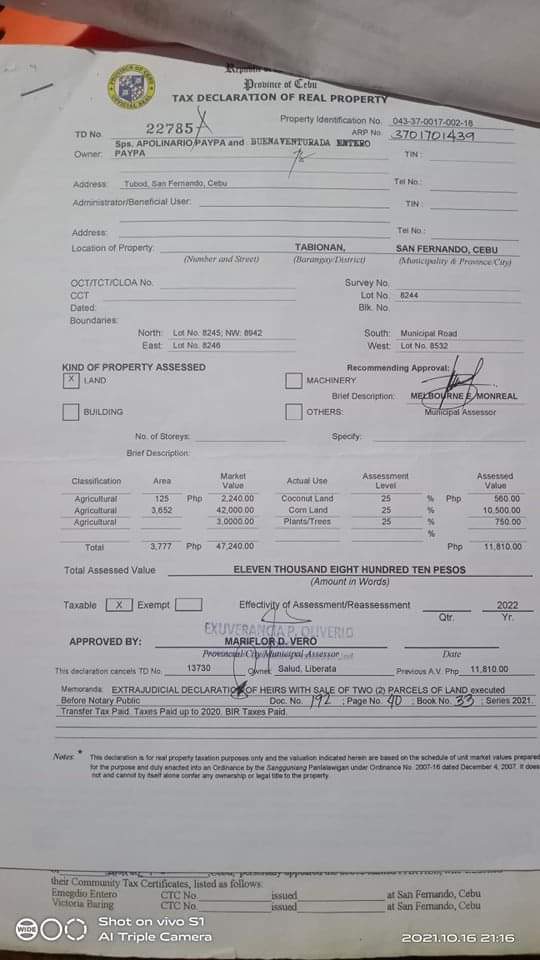 Republic of
Province of Cebu
TAX DECLARATION OF REAL PROPERTY
PROVINCE OF CEBU
OFFICIAL SEAL
Property Identification No. 043-37-0017-002-18
TD No. 22785 ARP No. 3701701439
Owner: Sps. APOLINARIO PAYPA and BUENAVENTURADA ENTERO PAYPA TIN :
Address: Tubod, San Fernando, Cebu Tel No.:
Administrator/Beneficial User: TIN :
Address: Tel No.:
Location of Property: TABIONAN, SAN FERNANDO, CEBU
(Number and Street) (Barangay/District) (Municipality & Province/City)
OCT/TCT/CLOA No. Survey No.
CCT Lot No. 8244
Dated: Blk. No.
Boundaries:
North: Lot No. 8245; NW: 8942 South: Municipal Road
East: Lot No. 8246 West: Lot No. 8532
KIND OF PROPERTY ASSESSED Recommending Approval:
X LAND MACHINERY
Brief Description: MELBOURNE E. MONREAL
BUILDING OTHERS: Municipal Assessor
No. of Storeys: Specify:
Brief Description:
Classification Area Market Value Actual Use Assessment Level Assessed Value
Agricultural 125 Php 2,240.00 Coconut Land 25 % Php 560.00
Agricultural 3,652 42,000.00 Corn Land 25 % 10,500.00
Agricultural 3,0000.00 Plants/Trees 25 % 750.00
%
Total 3,777 Php 47,240.00 Php 11,810.00
Total Assessed Value ELEVEN THOUSAND EIGHT HUNDRED TEN PESOS
(Amount in Words)
Taxable X Exempt Effectivity of Assessment/Reassessment 2022
Qtr. Yr.
EXUVERANCIA P. OLIVERIO
APPROVED BY: MARIFLOR D. VERO
Provincial/City/Municipal Assessor Date
This declaration cancels TD No. 13730 Owner: Salud, Liberata Previous A.V. Php 11,810.00
Memoranda: EXTRAJUDICIAL DECLARATION OF HEIRS WITH SALE OF TWO (2) PARCELS OF LAND executed
Before Notary Public Doc. No. 192 ; Page No. 40 ; Book No. 33 ; Series 2021.
Transfer Tax Paid. Taxes Paid up to 2020. BIR Taxes Paid.
Notes: * This declaration is for real property taxation purposes only and the valuation indicated herein are based on the schedule of unit market values prepared
for the purpose and duly enacted into an Ordinance by the Sangguniang Panlalawigan under Ordinance No. 2007-16 dated December 4, 2007. It does
not and cannot by itself alone confer any ownership or legal title to the property.
their Community Tax Certificates, listed as follows:
Emegdio Entero CTC No. issued at San Fernando, Cebu
Victoria Baring CTC No. issued at San Fernando, Cebu
WIDE
Shot on vivo S1
AI Triple Camera
2021.10.16 21:16